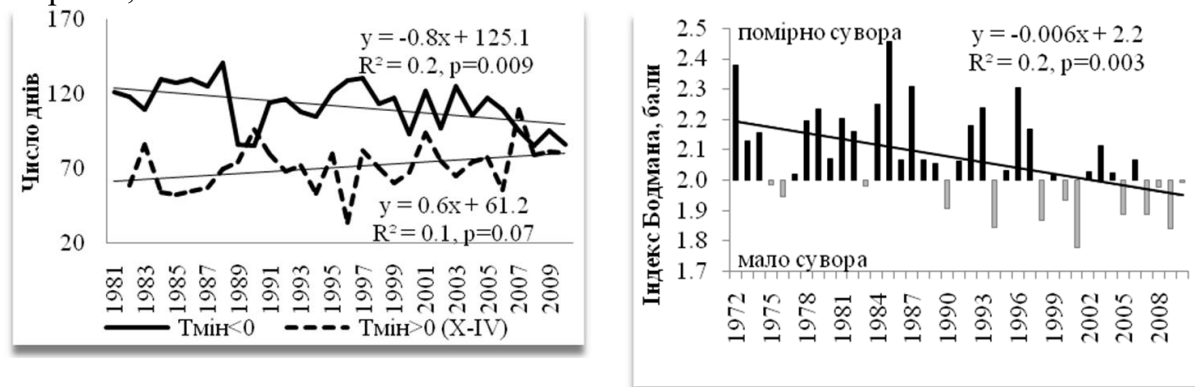 170
120
70
20
Число днів
y = -0.8x + 125.1
R² = 0.2, p=0.009
y = 0.6x + 61.2
R² = 0.1, p=0.07
1981 1983 1985 1987 1989 1991 1993 1995 1997 1999 2001 2003 2005 2007 2009
Тмін<0 Тмін>0 (X-IV)
2.5
2.4
2.3
2.2
2.1
2.0
1.9
1.8
1.7
Індекс Бодмана, бали
помірно сувора
y = -0.006x + 2.2
R² = 0.2, p=0.003
мало сувора
1972 1975 1978 1981 1984 1987 1990 1993 1996 1999 2002 2005 2008